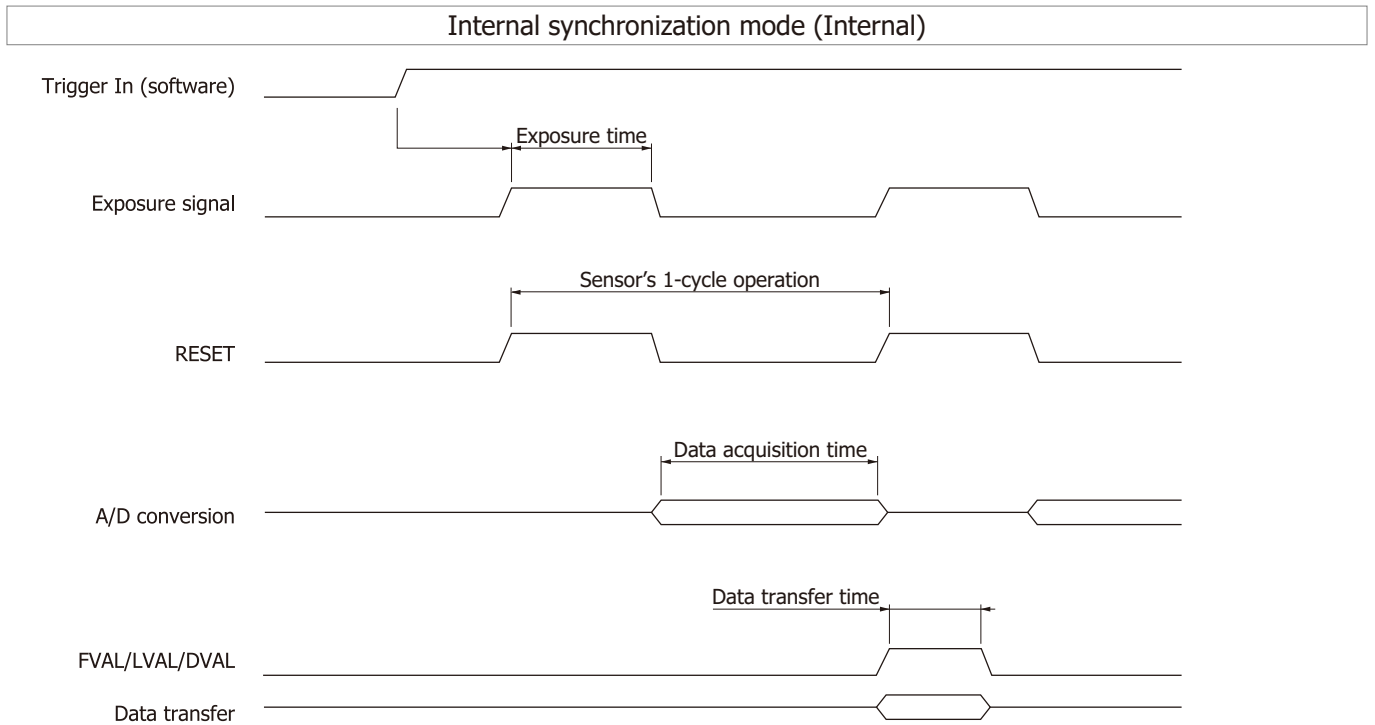 Internal synchronization mode (Internal)
Trigger In (software)
Exposure time
Exposure signal
Sensor’s 1-cycle operation
RESET
Data acquisition time
A/D conversion
Data transfer time
FVAL/LVAL/DVAL
Data transfer